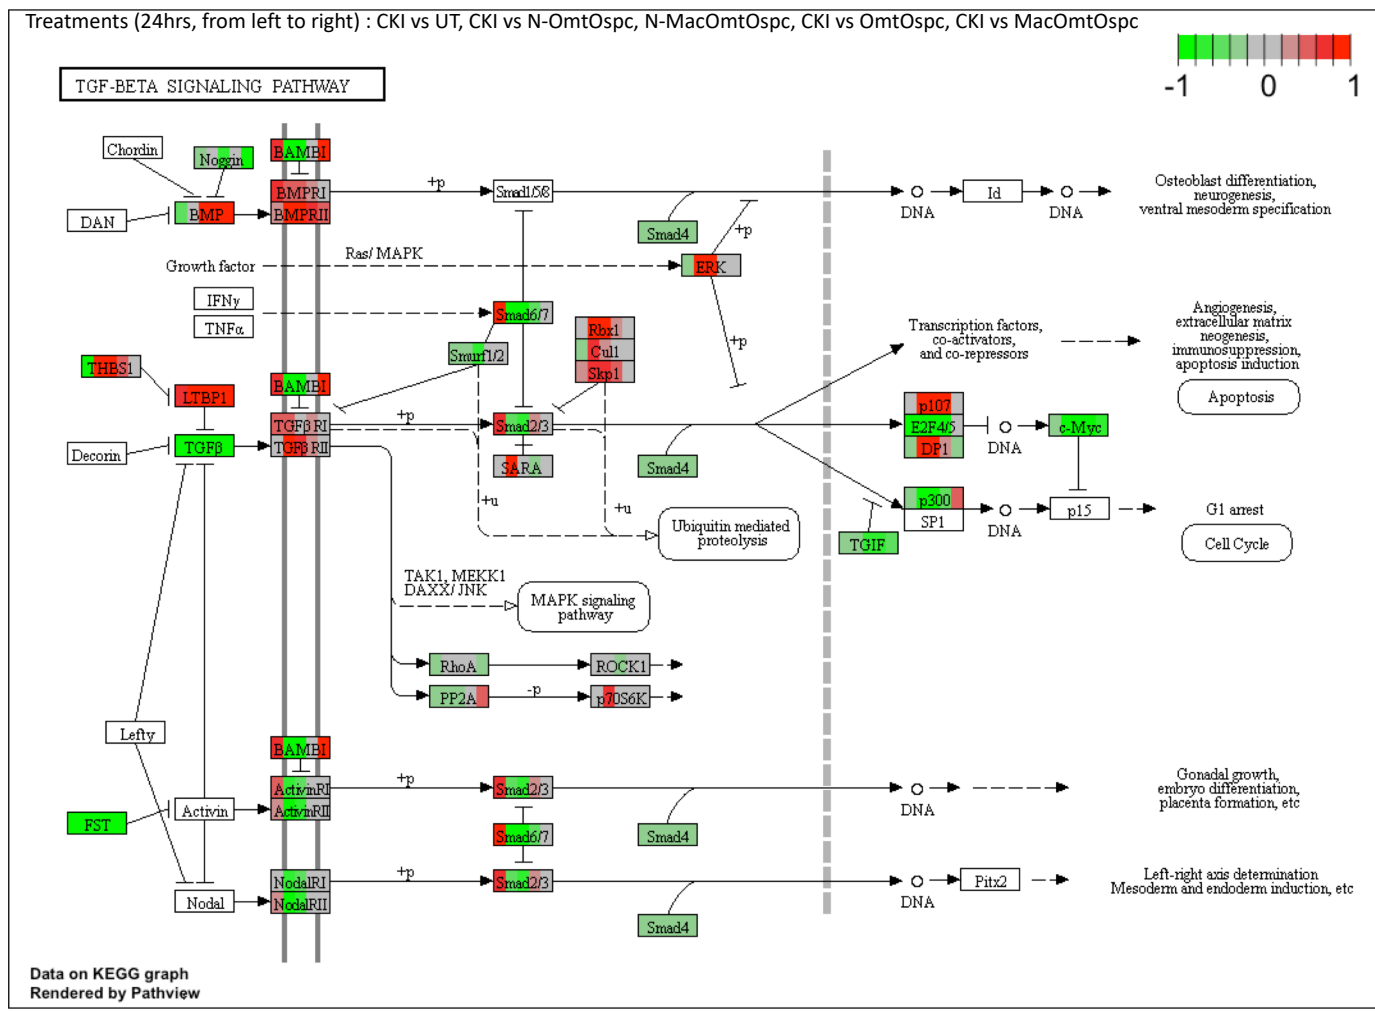 Treatments (24hrs, from left to right) : CKI vs UT, CKI vs N-OmtOspc, N-MacOmtOspc, CKI vs OmtOspc, CKI vs MacOmtOspc
-1 0 1
TGF-BETA SIGNALING PATHWAY
Chordin
Noggin
BAMBI
DAN
BMP
BMPRI
BMPRII
+p
Smad1/5/8
Smad4
DNA
Id
DNA
Osteoblast differentiation,
neurogenesis,
ventral mesoderm specification
Growth factor
Ras/ MAPK
ERK
+p
IFNγ
TNFα
Smad6/7
Smurf1/2
Rbx1
Cul1
Skp1
+p
Transcription factors,
co-activators,
and co-repressors
Angiogenesis,
extracellular matrix
neogenesis,
immunosuppression,
apoptosis induction
Apoptosis
THBS1
LTBP1
BAMBI
Decorin
TGFβ
TGFβ RI
TGFβ RII
+p
Smad2/3
SARA
Smad4
+u
+u
Ubiquitin mediated
proteolysis
p107
E2F4/5
DP1
DNA
c-Myc
p300
SP1
DNA
p15
TGIF
G1 arrest
Cell Cycle
TAK1, MEKK1
DAXX/ JNK
MAPK signaling
pathway
RhoA
ROCK1
PP2A
-p
p70S6K
Lefty
BAMBI
FST
Activin
ActivinRI
ActivinRII
+p
Smad2/3
Smad6/7
Smad4
DNA
Gonadal growth,
embryo differentiation,
placenta formation, etc
Nodal
NodalRI
NodalRII
+p
Smad2/3
Smad4
DNA
Pitx2
Left-right axis determination
Mesoderm and endoderm induction, etc
Data on KEGG graph
Rendered by Pathview